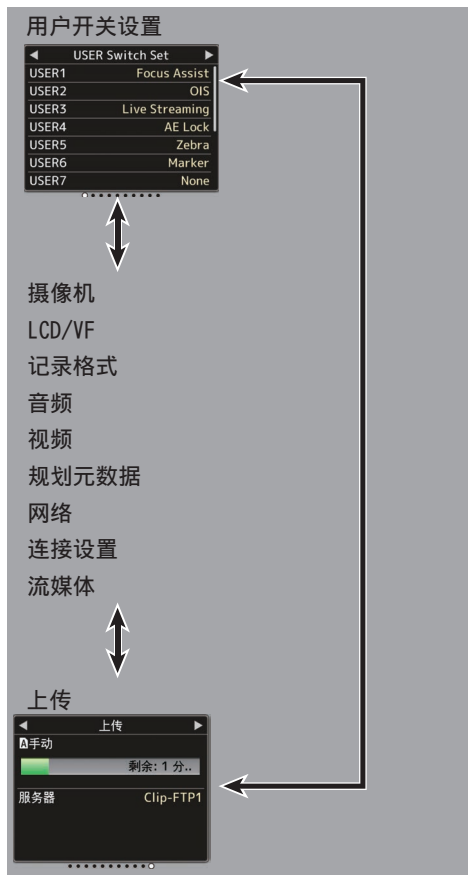 用户开关设置
◀ USER Switch Set ▶
USER1 Focus Assist
USER2 OIS
USER3 Live Streaming
USER4 AE Lock
USER5 Zebra
USER6 Marker
USER7 None
摄像机
LCD/VF
记录格式
音频
视频
规划元数据
网络
连接设置
流媒体
上传
◀ 上传 ▶
A手动
剩余: 1 分..
服务器 Clip-FTP1